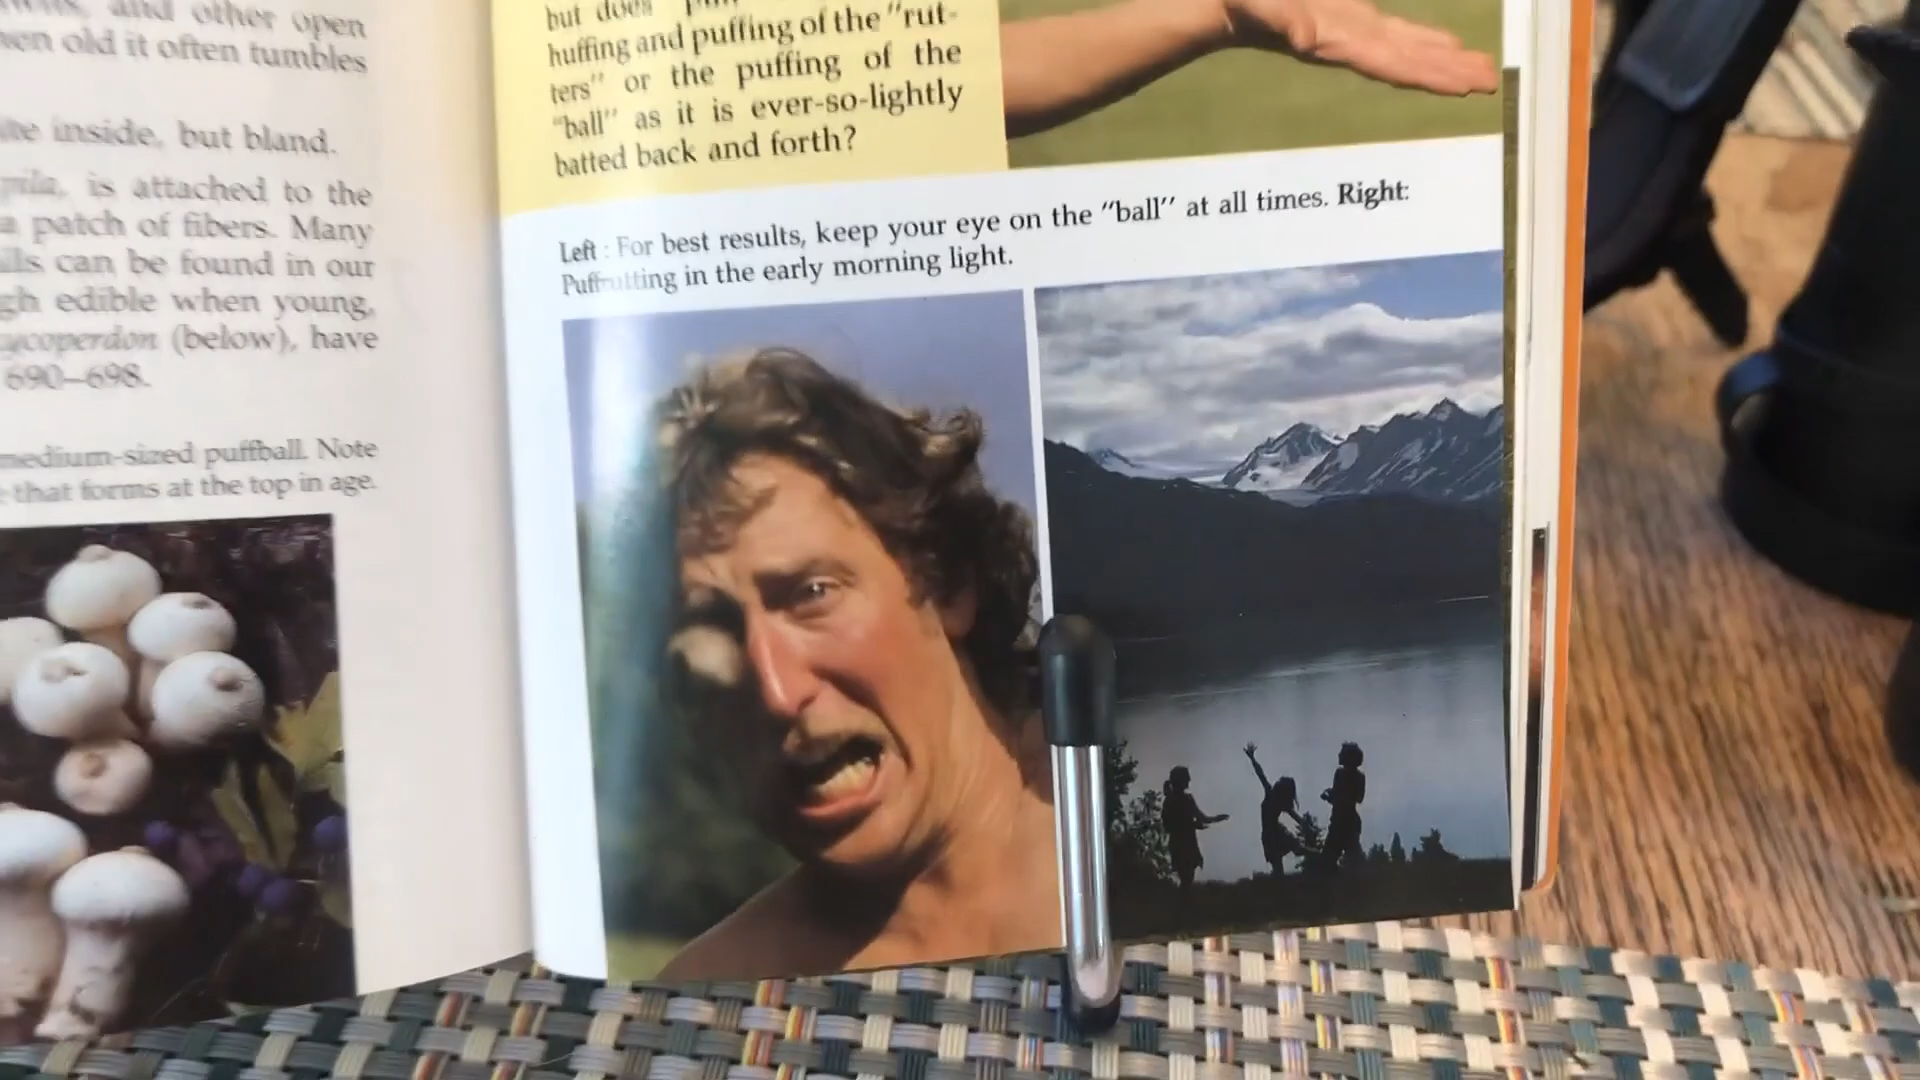 and other open
old it often tumbles
inside, but bland.
is attached to the
a patch of fibers. Many
can be found in our
edible when young,
(below), have
690–698.
medium-sized puffball. Note
that forms at the top in age.
but does
huffing and puffing of the "rut-
ters" or the puffing of the
"ball" as it is ever-so-lightly
batted back and forth?
Left : For best results, keep your eye on the "ball" at all times. Right:
Puffrutting in the early morning light.